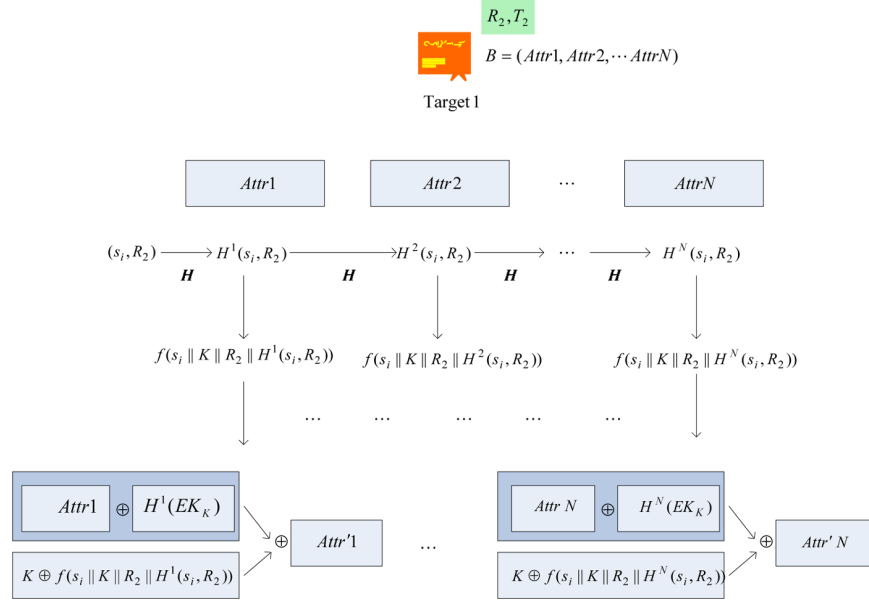 R₂, T₂
B = (Attr1, Attr2, ⋯ AttrN)
Target 1
Attr1 Attr2 ⋯ AttrN
(sᵢ, R₂) H¹(sᵢ, R₂) H²(sᵢ, R₂) ⋯ Hᴺ(sᵢ, R₂)
H H H H
f(sᵢ || K || R₂ || H¹(sᵢ, R₂)) f(sᵢ || K || R₂ || H²(sᵢ, R₂)) f(sᵢ || K || R₂ || Hᴺ(sᵢ, R₂))
⋯ ⋯ ⋯ ⋯ ⋯
Attr1 ⊕ H¹(EK_K) Attr N ⊕ Hᴺ(EK_K)
⊕ Attr'1 ⋯ ⊕ Attr' N
K ⊕ f(sᵢ || K || R₂ || H¹(sᵢ, R₂)) K ⊕ f(sᵢ || K || R₂ || Hᴺ(sᵢ, R₂))